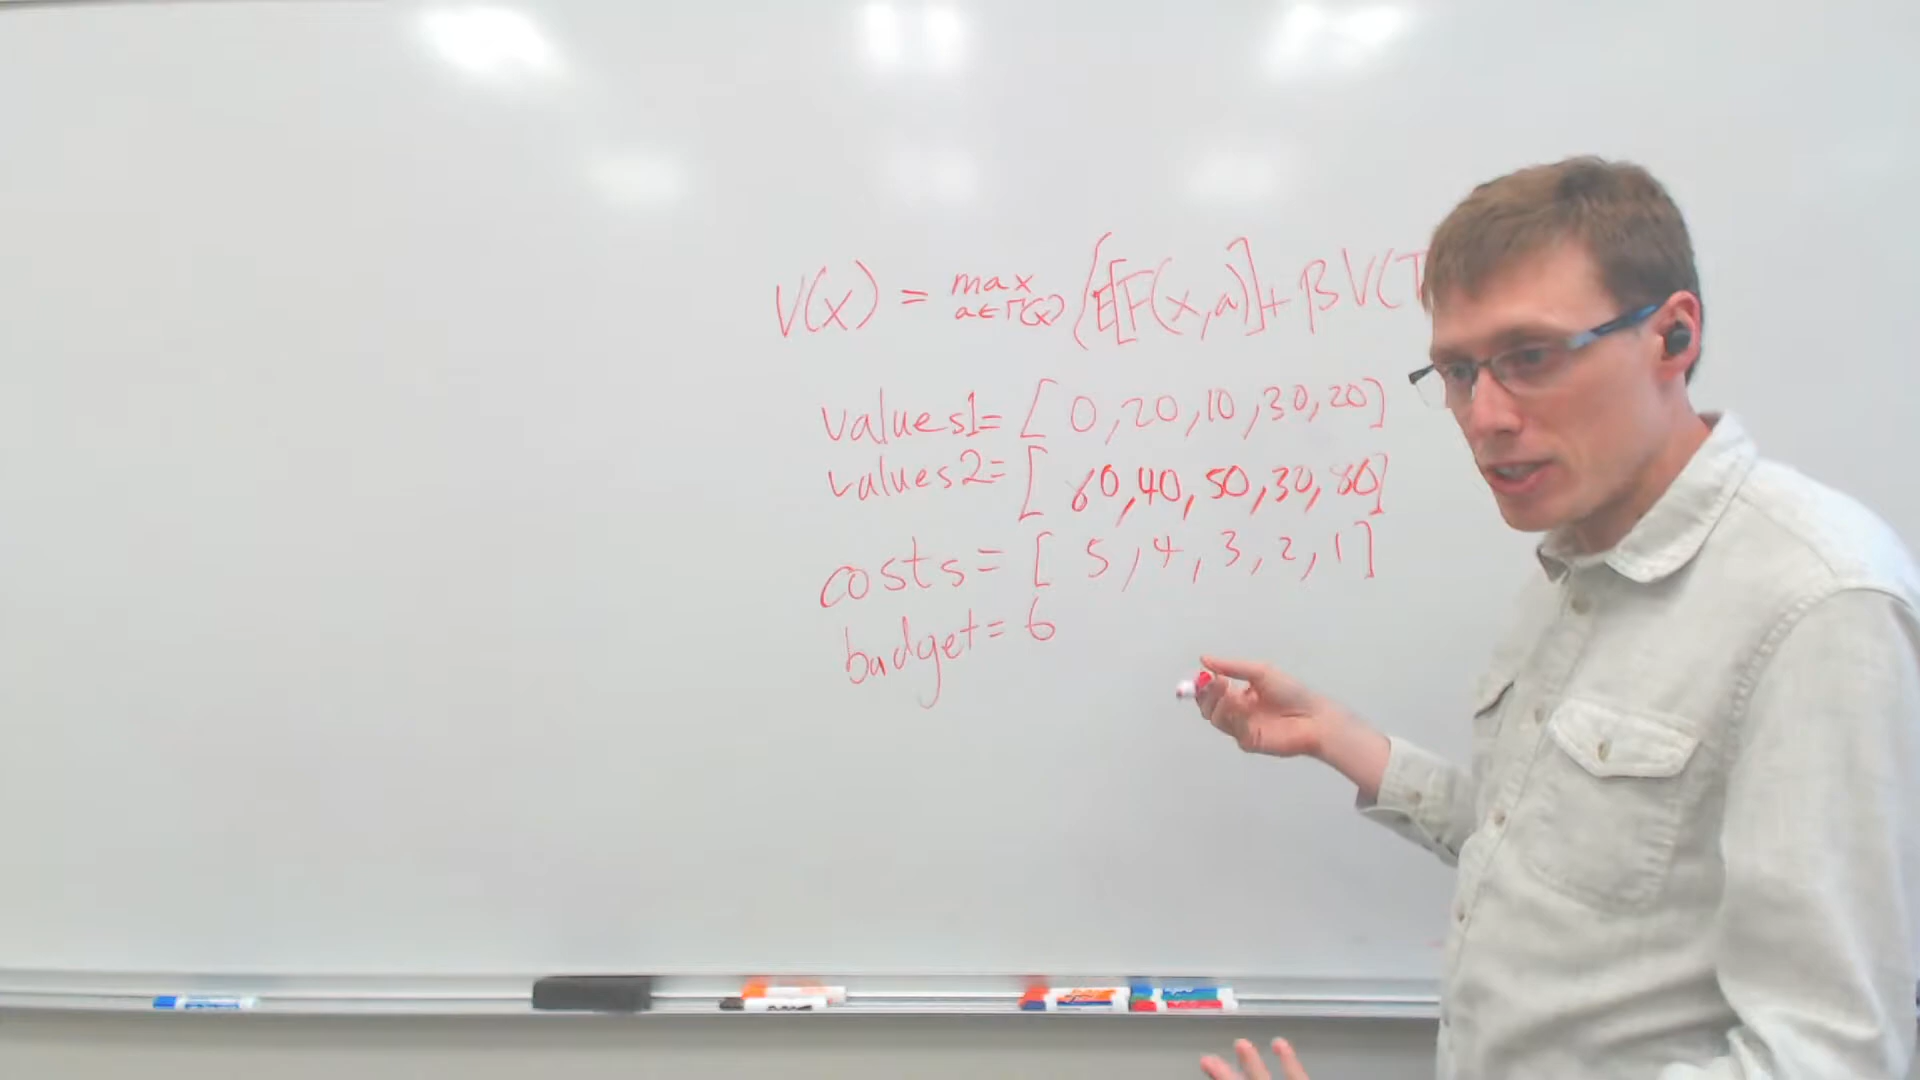 V(x) = max a∈Γ(x) {E[F(x,a)] + β V(T
values1= [ 0,20,10,30,20]
values2= [ 60,40,50,30,80]
costs = [ 5,4,3,2,1]
budget = 6